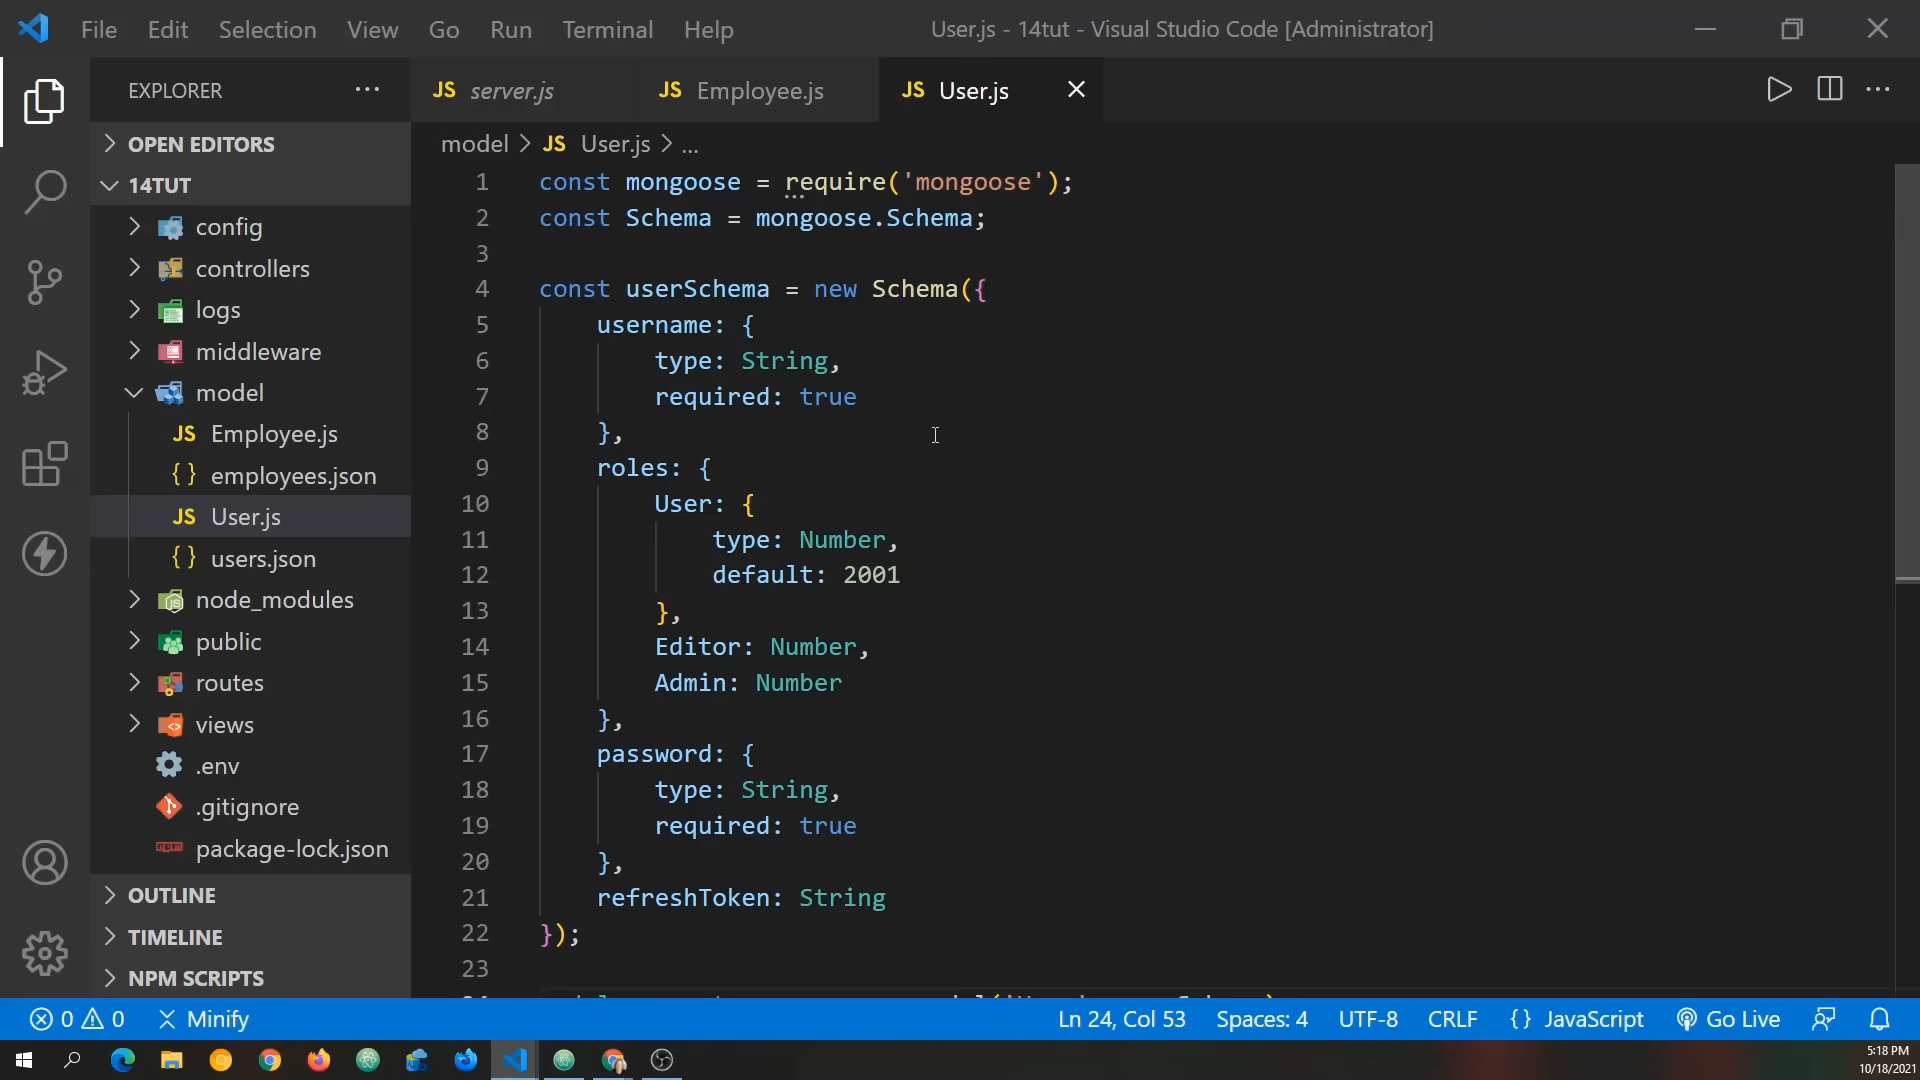 File Edit Selection View Go Run Terminal Help
User.js - 14tut - Visual Studio Code [Administrator]
EXPLORER
OPEN EDITORS
14TUT
config
controllers
logs
middleware
model
JS Employee.js
{ } employees.json
JS User.js
{ } users.json
node_modules
public
routes
views
.env
.gitignore
package-lock.json
OUTLINE
TIMELINE
NPM SCRIPTS
JS server.js
JS Employee.js
JS User.js
model > JS User.js > ...
1 const mongoose = require('mongoose');
2 const Schema = mongoose.Schema;
3
4 const userSchema = new Schema({
5 username: {
6 type: String,
7 required: true
8 },
9 roles: {
10 User: {
11 type: Number,
12 default: 2001
13 },
14 Editor: Number,
15 Admin: Number
16 },
17 password: {
18 type: String,
19 required: true
20 },
21 refreshToken: String
22 });
23
0 0 Minify
Ln 24, Col 53 Spaces: 4 UTF-8 CRLF { } JavaScript Go Live
5:18 PM
10/18/2021